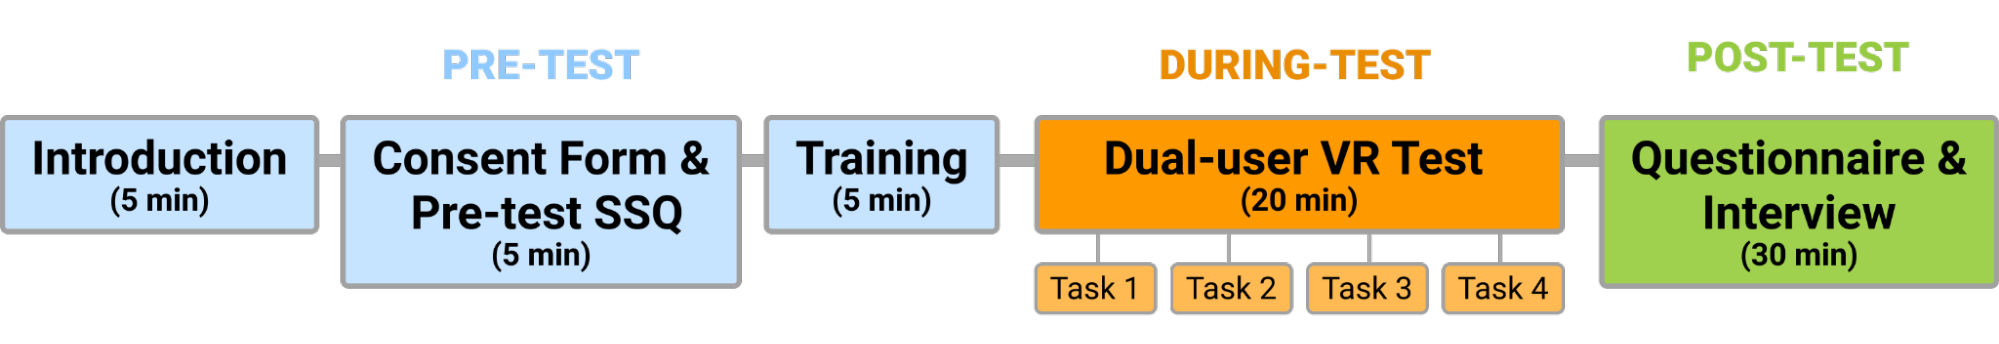 PRE-TEST
DURING-TEST
POST-TEST
Introduction
(5 min)
Consent Form &
Pre-test SSQ
(5 min)
Training
(5 min)
Dual-user VR Test
(20 min)
Task 1
Task 2
Task 3
Task 4
Questionnaire &
Interview
(30 min)